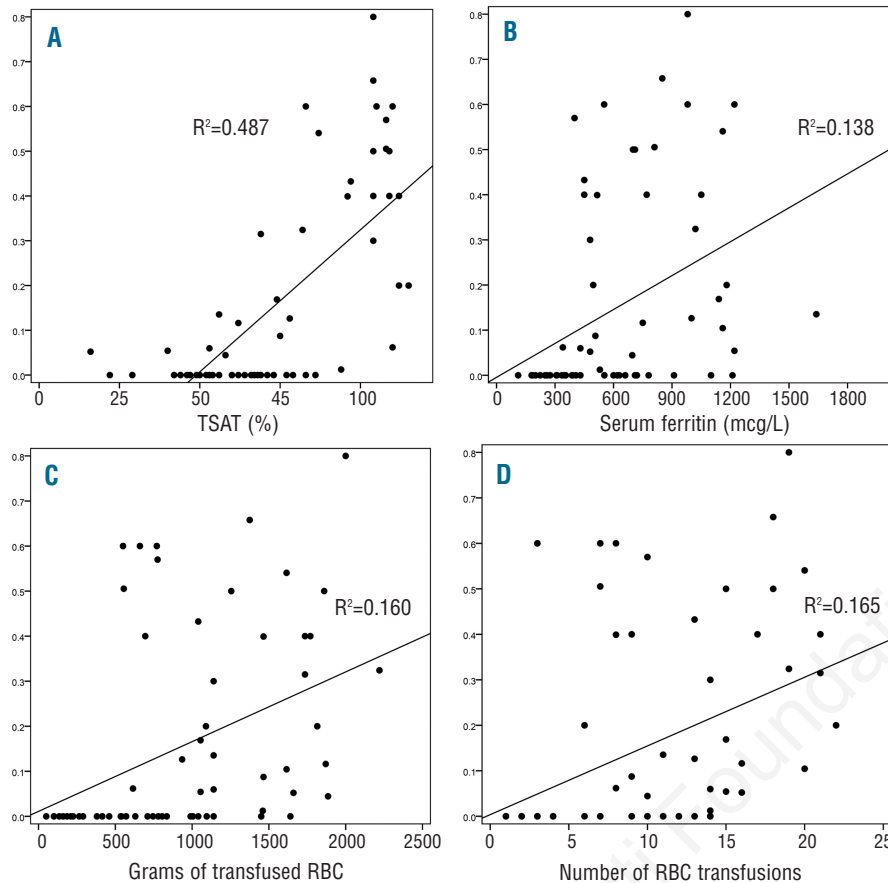 A
R²=0.487
0.8
0.7
0.6
0.5
0.4
0.3
0.2
0.1
0.0
0 25 50 45 100
TSAT (%)
B
R²=0.138
0.8
0.7
0.6
0.5
0.4
0.3
0.2
0.1
0.0
0 300 600 900 1200 1500 1800
Serum ferritin (mcg/L)
C
R²=0.160
0.8
0.7
0.6
0.5
0.4
0.3
0.2
0.1
0.0
0 500 1000 1500 2000 2500
Grams of transfused RBC
D
R²=0.165
0.8
0.7
0.6
0.5
0.4
0.3
0.2
0.1
0.0
0 5 10 15 20 25
Number of RBC transfusions
ti Foundati